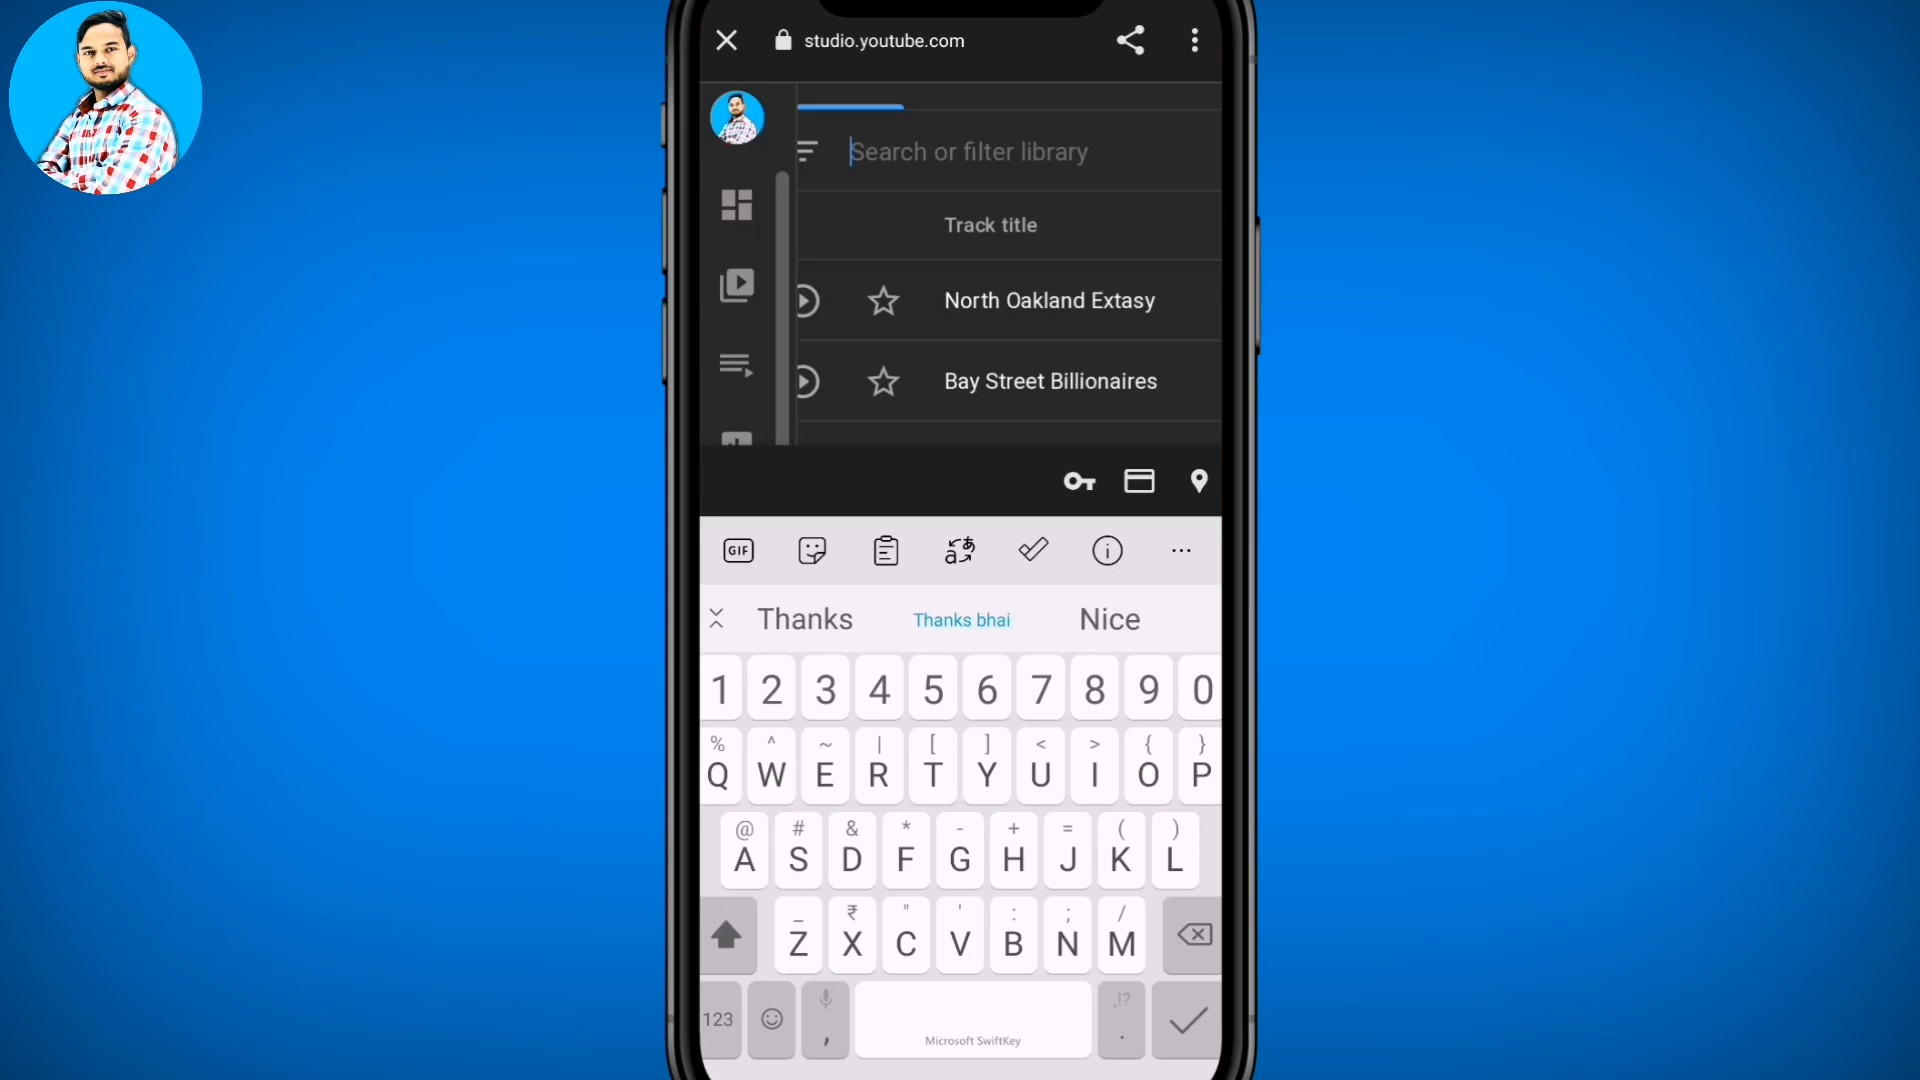 studio.youtube.com
Search or filter library
Track title
North Oakland Extasy
Bay Street Billionaires
GIF
Thanks Thanks bhai Nice
1 2 3 4 5 6 7 8 9 0
% ^ ~ | [ ] < > { }
Q W E R T Y U I O P
@ # & * - + = ( )
A S D F G H J K L
_ ₹ " ' : ; /
Z X C V B N M
,!?
123 , Microsoft SwiftKey .